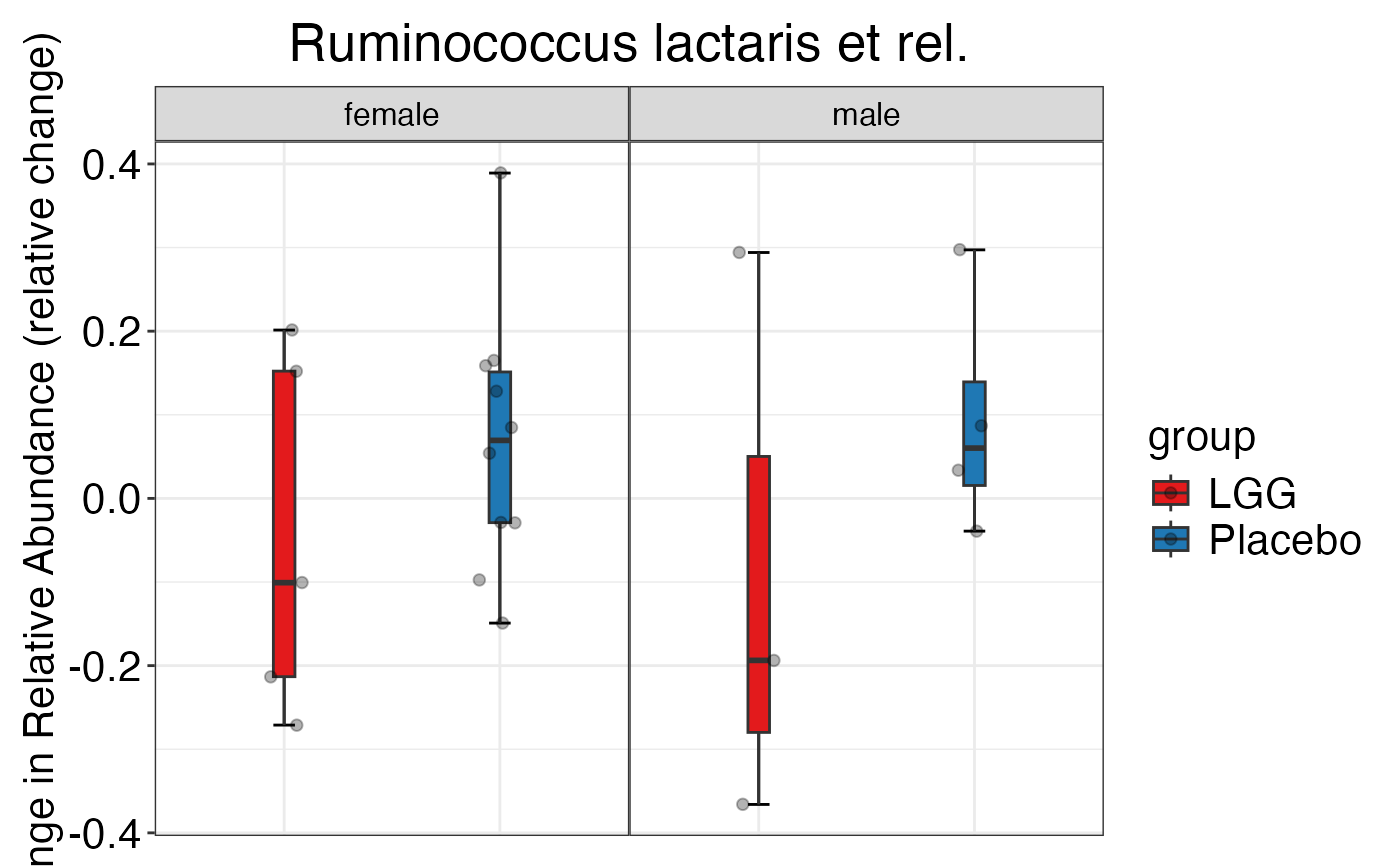 Ruminococcus lactaris et rel.
nge in Relative Abundance (relative change)
female
male
0.4
0.2
0.0
-0.2
-0.4
group
LGG
Placebo